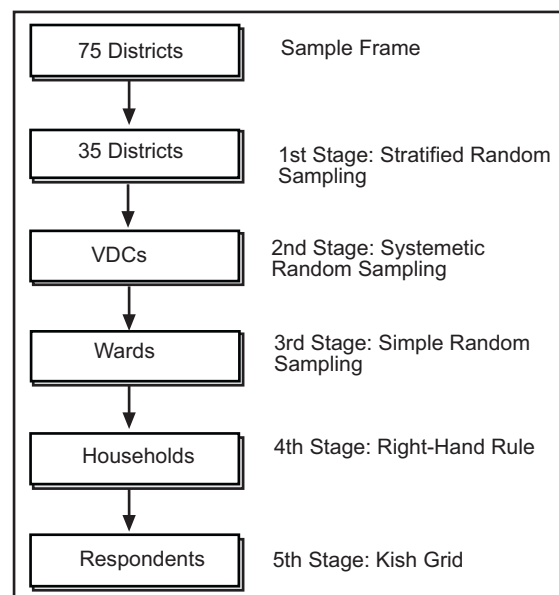 75 Districts
Sample Frame
35 Districts
1st Stage: Stratified Random
Sampling
VDCs
2nd Stage: Systemetic
Random Sampling
Wards
3rd Stage: Simple Random
Sampling
Households
4th Stage: Right-Hand Rule
Respondents
5th Stage: Kish Grid